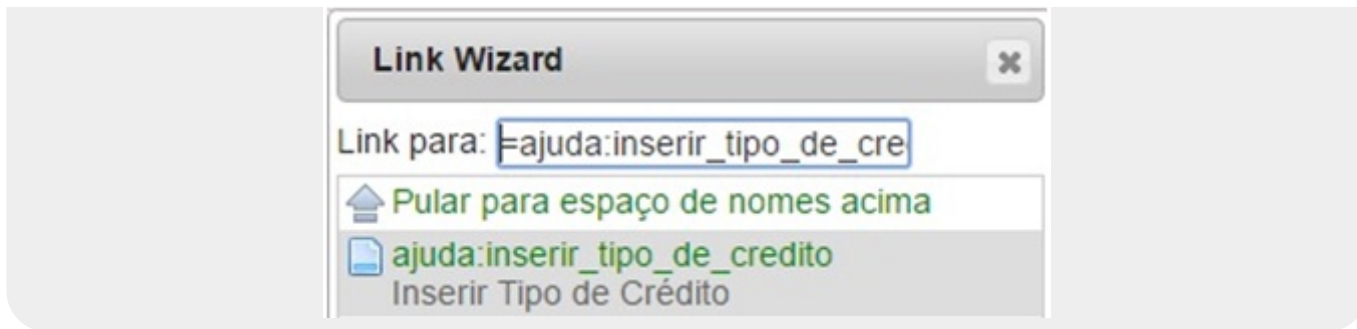 Link Wizard
Link para: =ajuda:inserir_tipo_de_cre
Pular para espaço de nomes acima
ajuda:inserir_tipo_de_credito
Inserir Tipo de Crédito